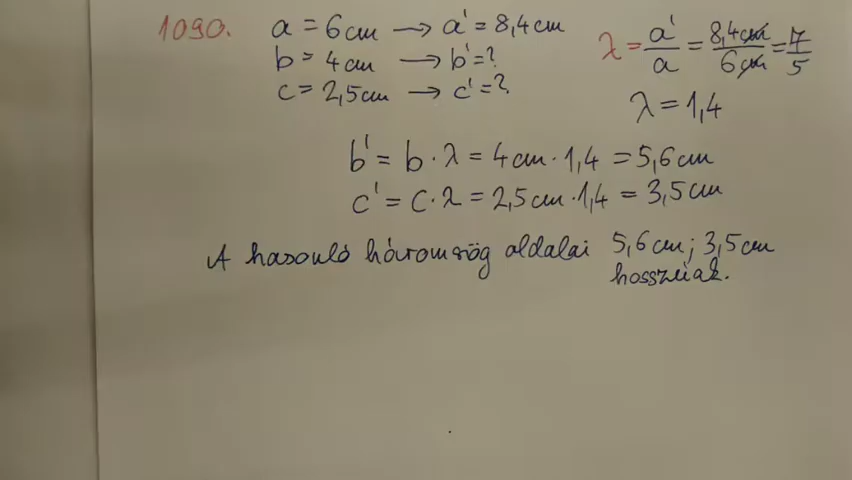 1090. a = 6cm → a' = 8,4cm
b = 4cm → b' = ?
c = 2,5cm → c' = ?
λ = a'/a = 8,4cm/6cm = 7/5
λ = 1,4
b' = b · λ = 4cm · 1,4 = 5,6cm
c' = c · λ = 2,5cm · 1,4 = 3,5cm
A hasonló háromszög oldalai 5,6cm; 3,5cm
hosszúak.